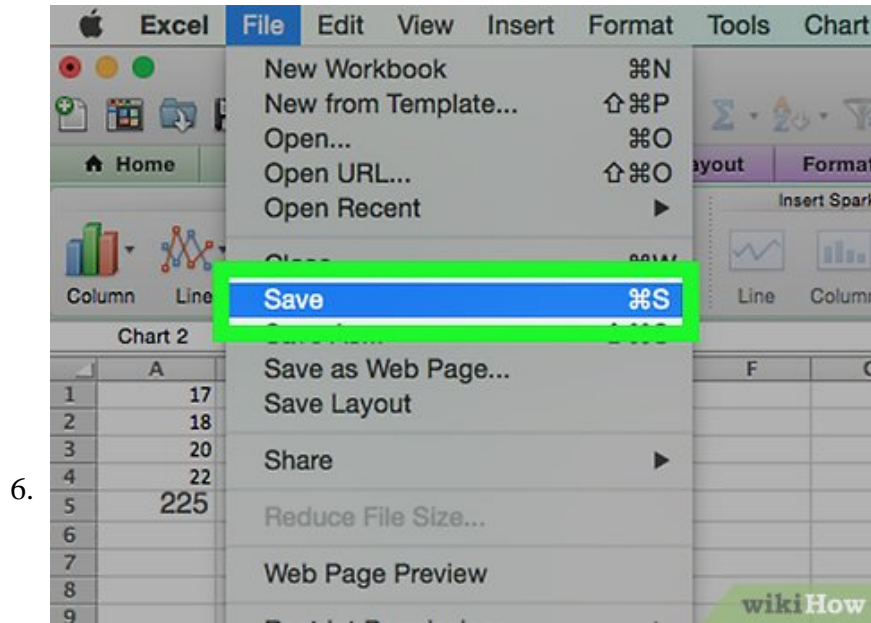 Excel File Edit View Insert Format Tools Chart
New Workbook ⌘N
New from Template... ⇧⌘P
Open... ⌘O
Home Open URL... ⇧⌘O ayout Format
Open Recent ▶ Insert Spark
Column Line Save ⌘S Line Column
Chart 2
Save as Web Page...
A F
1 17 Save Layout
2 18
3 20 Share ▶
4 22
6.
5 225 Reduce File Size...
6
7 Web Page Preview
8
9
wikiHow